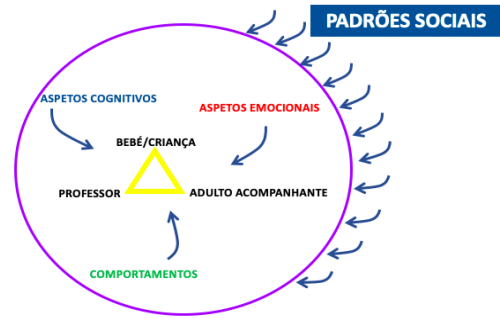 PADRÕES SOCIAIS
ASPETOS COGNITIVOS
ASPETOS EMOCIONAIS
BEBÉ/CRIANÇA
PROFESSOR
ADULTO ACOMPANHANTE
COMPORTAMENTOS